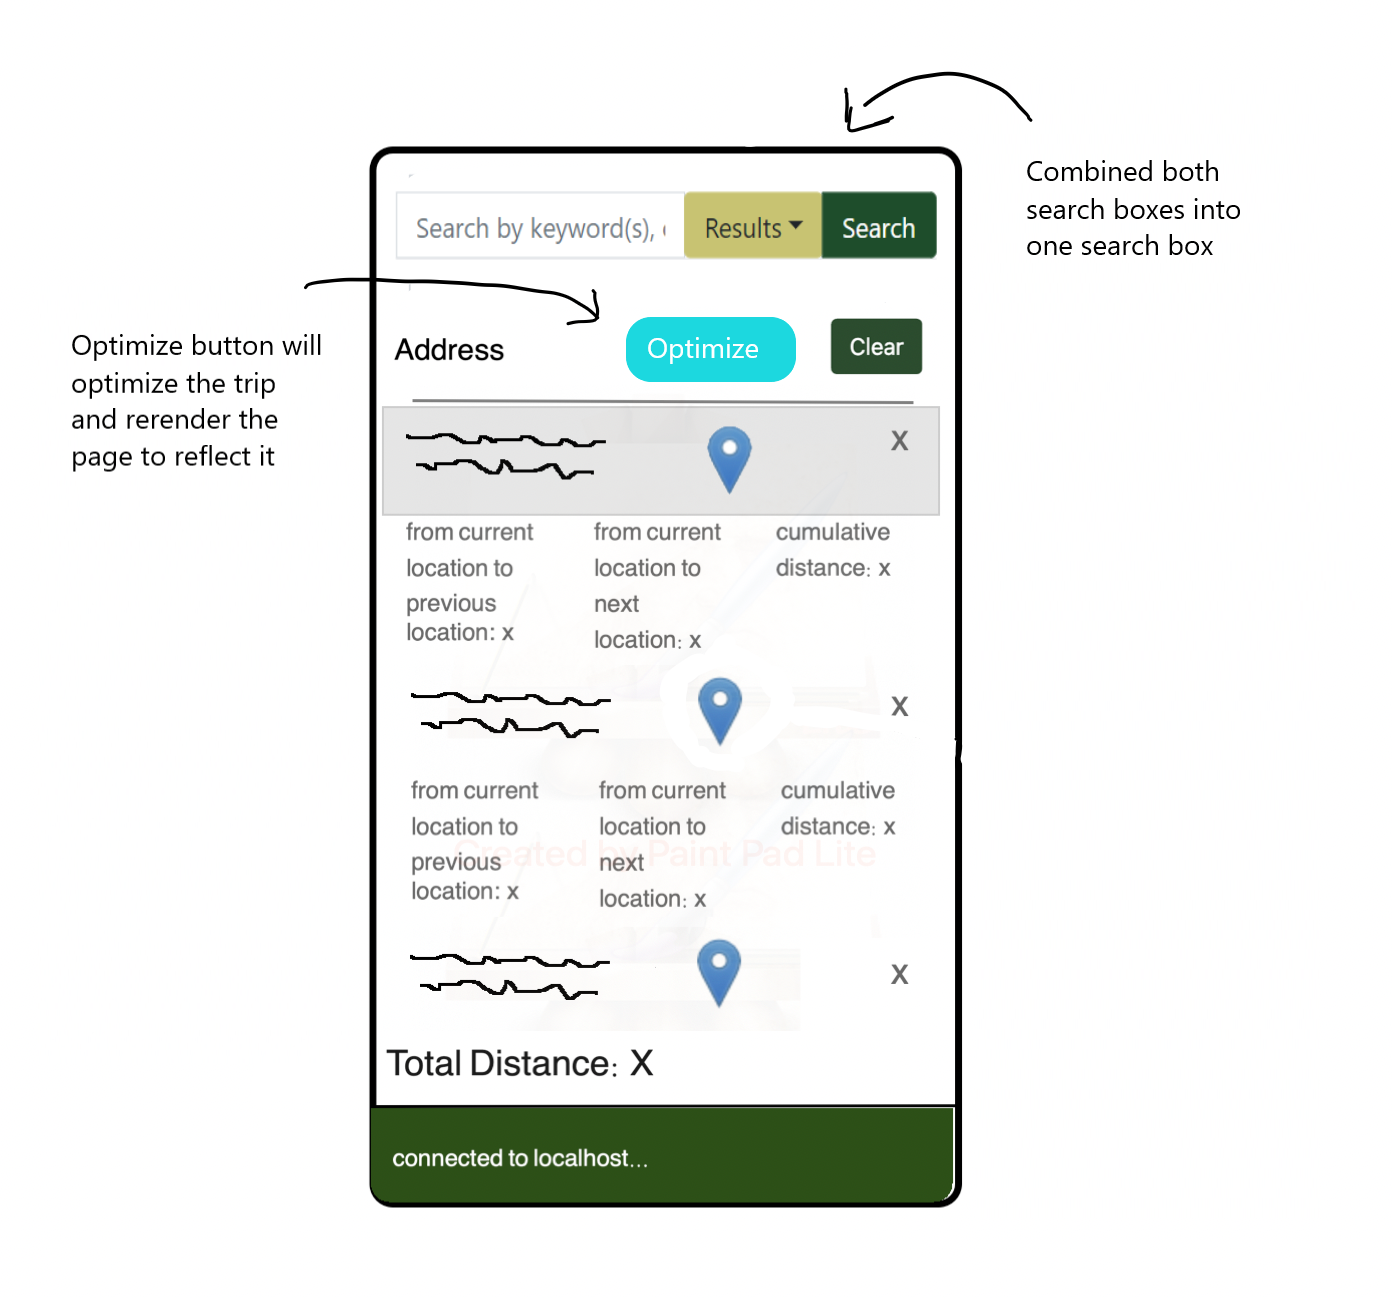 Combined both
search boxes into
one search box
Search by keyword(s),
Results
Search
Optimize button will
optimize the trip
and rerender the
page to reflect it
Address
Optimize
Clear
X
from current
location to
previous
location: x
from current
location to
next
location: x
cumulative
distance: x
X
from current
location to
previous
location: x
from current
location to
next
location: x
cumulative
distance: x
Created by Paint Pad Lite
X
Total Distance: X
connected to localhost...